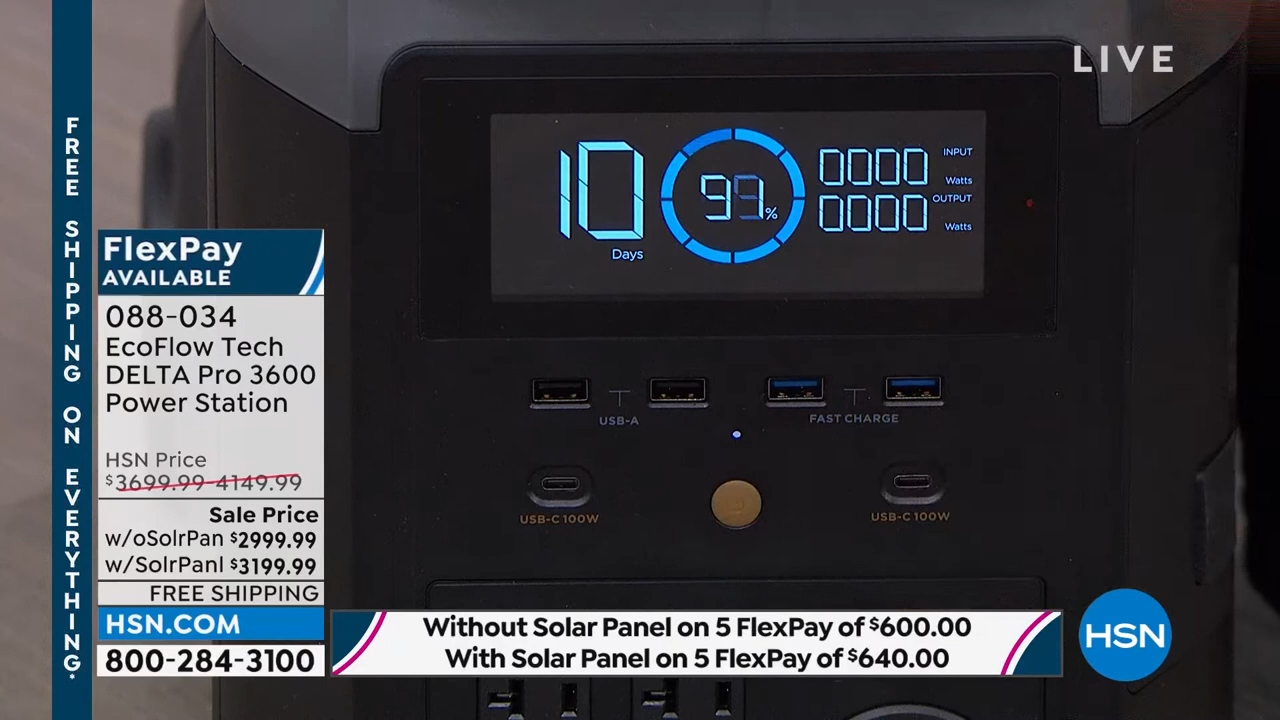 FREE SHIPPING ON EVERYTHING*
LIVE
10
Days
%
0000
INPUT
Watts
0000
OUTPUT
Watts
USB-A
FAST CHARGE
USB-C 100W
USB-C 100W
FlexPay
AVAILABLE
088-034
EcoFlow Tech
DELTA Pro 3600
Power Station
HSN Price
$3699.99-4149.99
Sale Price
w/oSolrPan $2999.99
w/SolrPanl $3199.99
FREE SHIPPING
HSN.COM
800-284-3100
Without Solar Panel on 5 FlexPay of $600.00
With Solar Panel on 5 FlexPay of $640.00
HSN